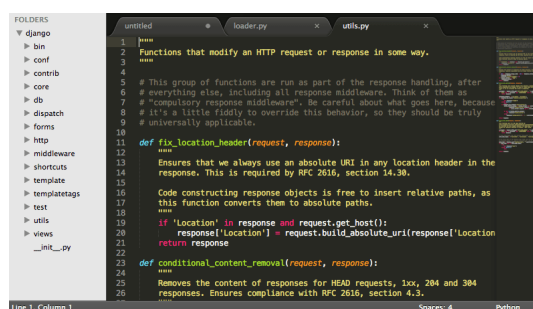 FOLDERS
django
bin
conf
contrib
core
db
dispatch
forms
http
middleware
shortcuts
template
templatetags
test
utils
views
__init__.py
untitled
loader.py
utils.py
1 """
2 Functions that modify an HTTP request or response in some way.
3 """
4
5 # This group of functions are run as part of the response handling, after
6 # everything else, including all response middleware. Think of them as
7 # "compulsory response middleware". Be careful about what goes here, because
8 # it's a little fiddly to override this behavior, so they should be truly
9 # universally applicable.
10
11 def fix_location_header(request, response):
12 """
13 Ensures that we always use an absolute URI in any location header in the
14 response. This is required by RFC 2616, section 14.30.
15
16 Code constructing response objects is free to insert relative paths, as
17 this function converts them to absolute paths.
18 """
19 if 'Location' in response and request.get_host():
20 response['Location'] = request.build_absolute_uri(response['Location
21 return response
22
23 def conditional_content_removal(request, response):
24 """
25 Removes the content of responses for HEAD requests, 1xx, 204 and 304
26 responses. Ensures compliance with RFC 2616, section 4.3.
27 """
Line 1, Column 1
Spaces: 4
Python